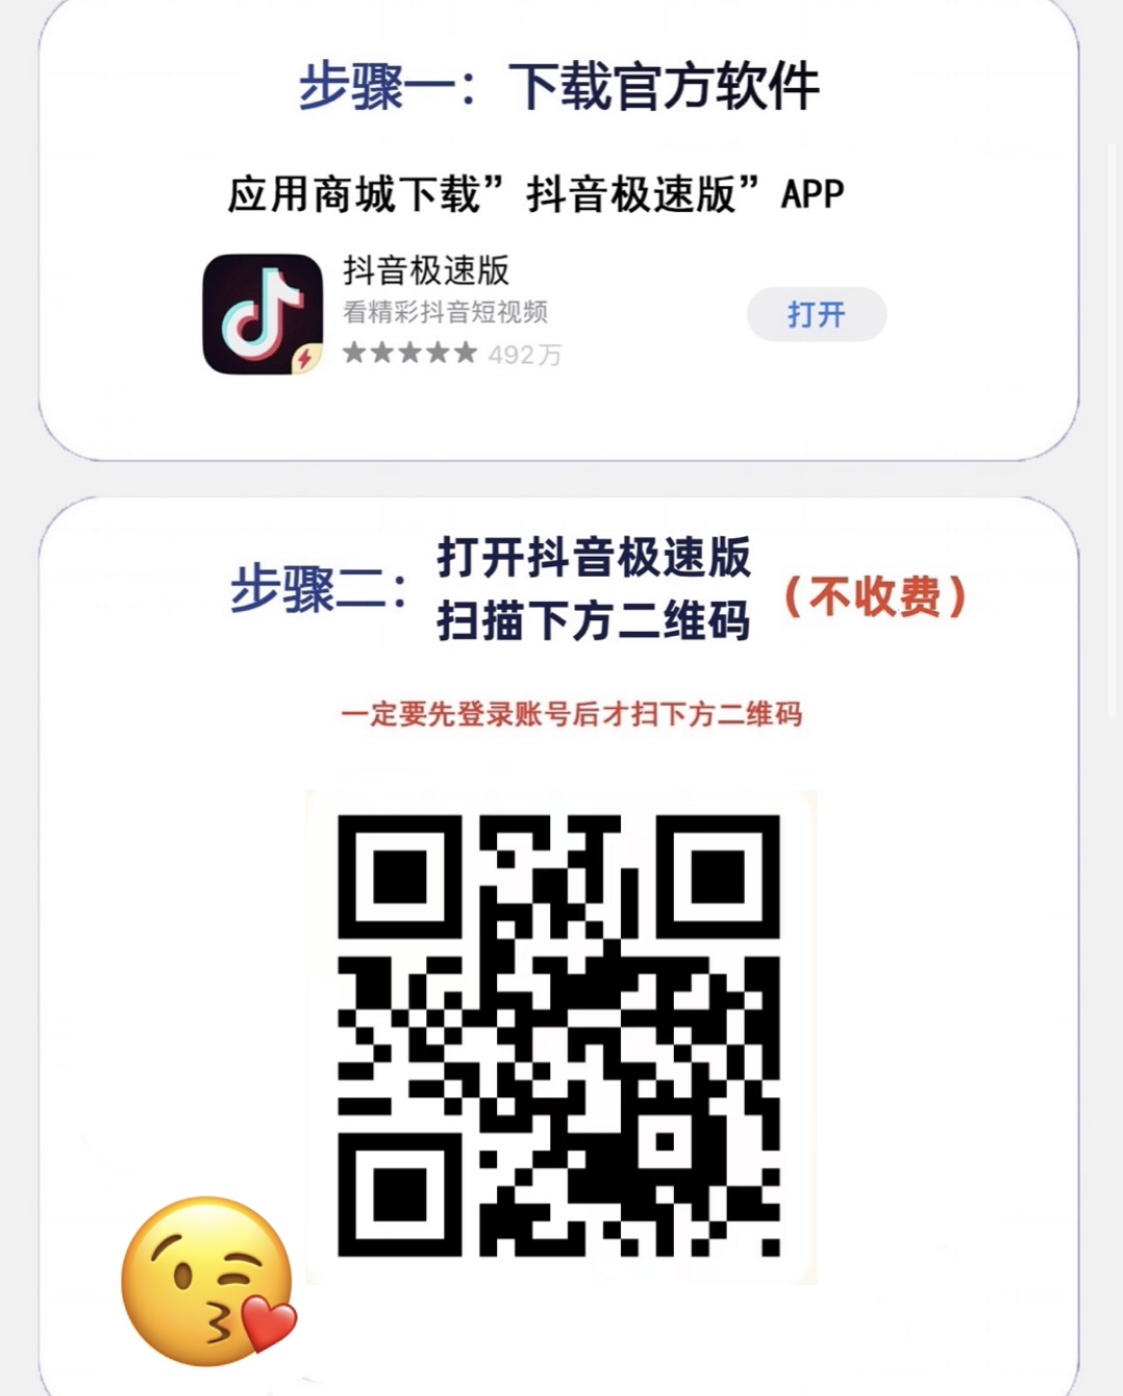 步骤一：下载官方软件
应用商城下载”抖音极速版”APP
抖音极速版
看精彩抖音短视频
492万
打开
步骤二：
打开抖音极速版
扫描下方二维码
（不收费）
一定要先登录账号后才扫下方二维码